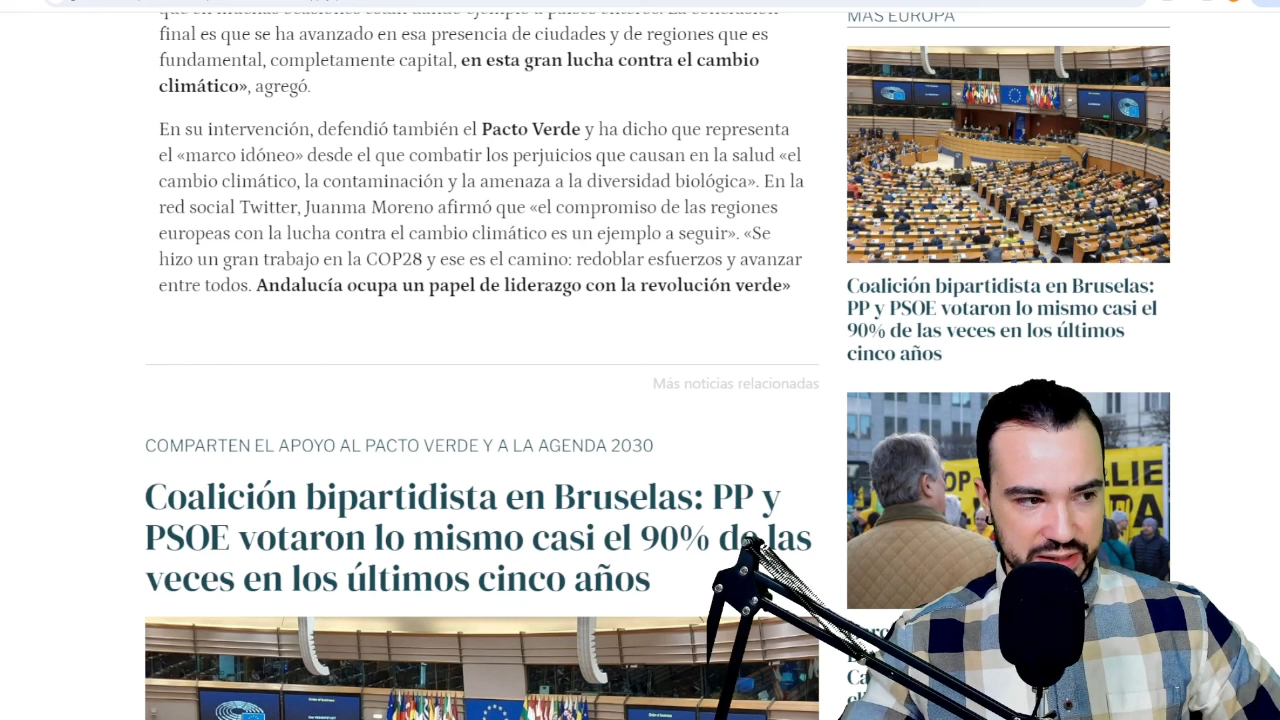 que en muchas ocasiones están dando ejemplo a países enteros. La conclusión
final es que se ha avanzado en esa presencia de ciudades y de regiones que es
fundamental, completamente capital, en esta gran lucha contra el cambio
climático», agregó.
En su intervención, defendió también el Pacto Verde y ha dicho que representa
el «marco idóneo» desde el que combatir los perjuicios que causan en la salud «el
cambio climático, la contaminación y la amenaza a la diversidad biológica». En la
red social Twitter, Juanma Moreno afirmó que «el compromiso de las regiones
europeas con la lucha contra el cambio climático es un ejemplo a seguir». «Se
hizo un gran trabajo en la COP28 y ese es el camino: redoblar esfuerzos y avanzar
entre todos. Andalucía ocupa un papel de liderazgo con la revolución verde»
Más noticias relacionadas
COMPARTEN EL APOYO AL PACTO VERDE Y A LA AGENDA 2030
Coalición bipartidista en Bruselas: PP y
PSOE votaron lo mismo casi el 90% de las
veces en los últimos cinco años
MÁS EUROPA
Coalición bipartidista en Bruselas:
PP y PSOE votaron lo mismo casi el
90% de las veces en los últimos
cinco años